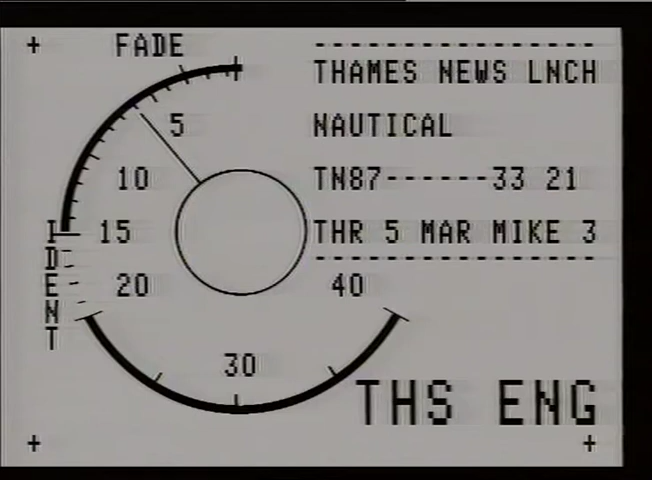 FADE
THAMES NEWS LNCH
NAUTICAL
TN87------33 21
THR 5 MAR MIKE 3
5
10
15
20
30
40
IDENT
THS ENG